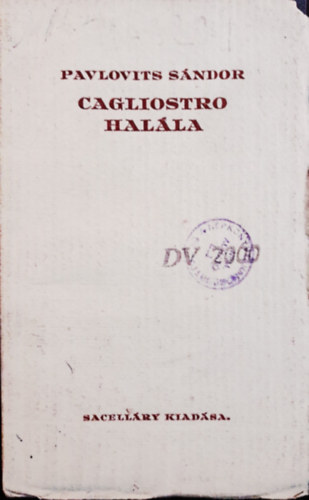 PAVLOVITS SÁNDOR
CAGLIOSTRO
HALÁLA
DV 2000
SACELLÁRY KIADÁSA.